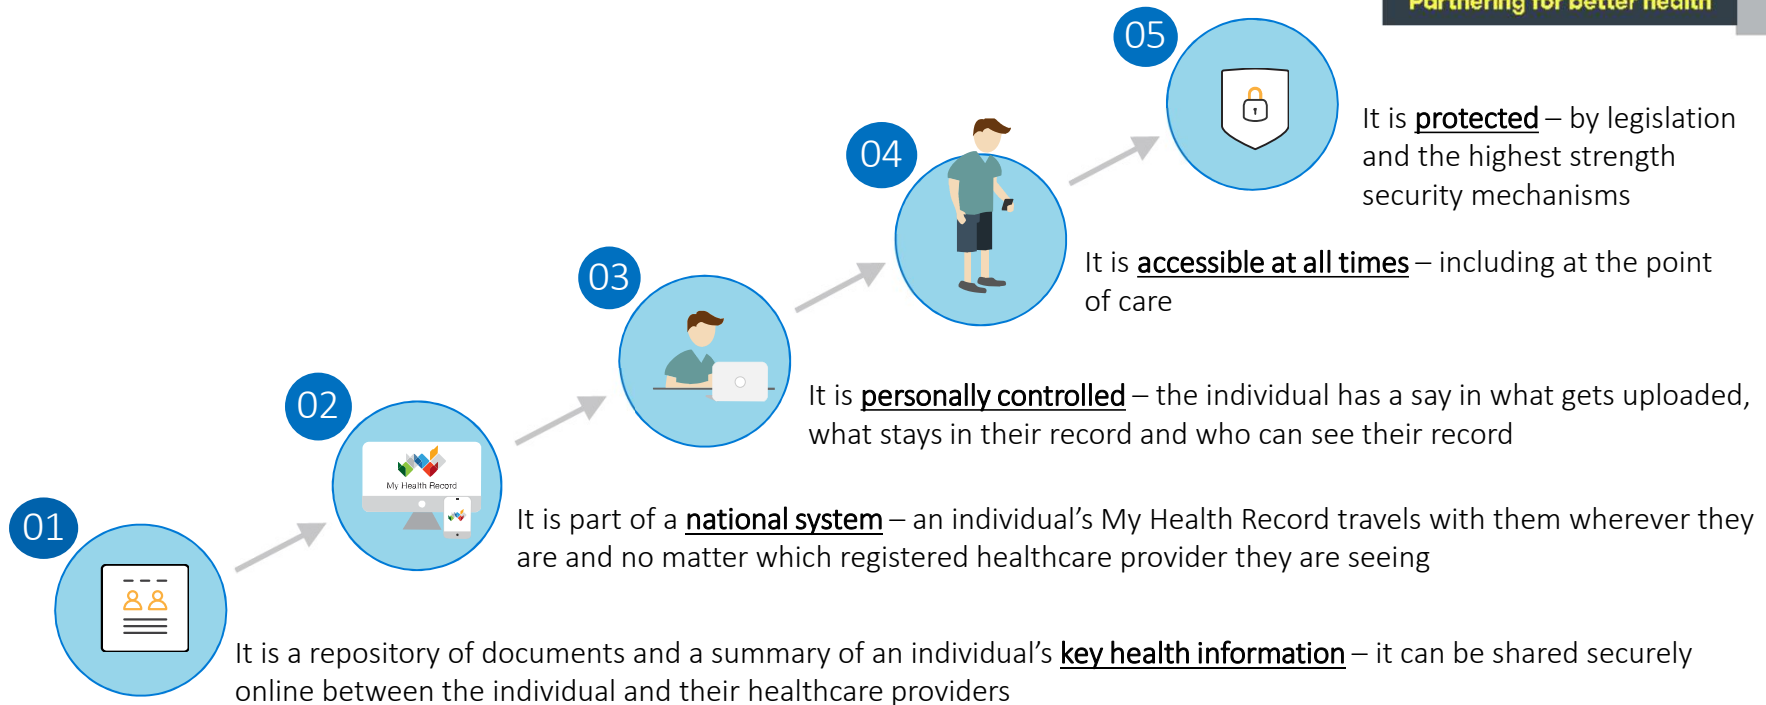 Partnering for better health
05
It is protected – by legislation
and the highest strength
security mechanisms
04
It is accessible at all times – including at the point
of care
03
It is personally controlled – the individual has a say in what gets uploaded,
what stays in their record and who can see their record
02
My Health Record
It is part of a national system – an individual’s My Health Record travels with them wherever they
are and no matter which registered healthcare provider they are seeing
01
It is a repository of documents and a summary of an individual’s key health information – it can be shared securely
online between the individual and their healthcare providers